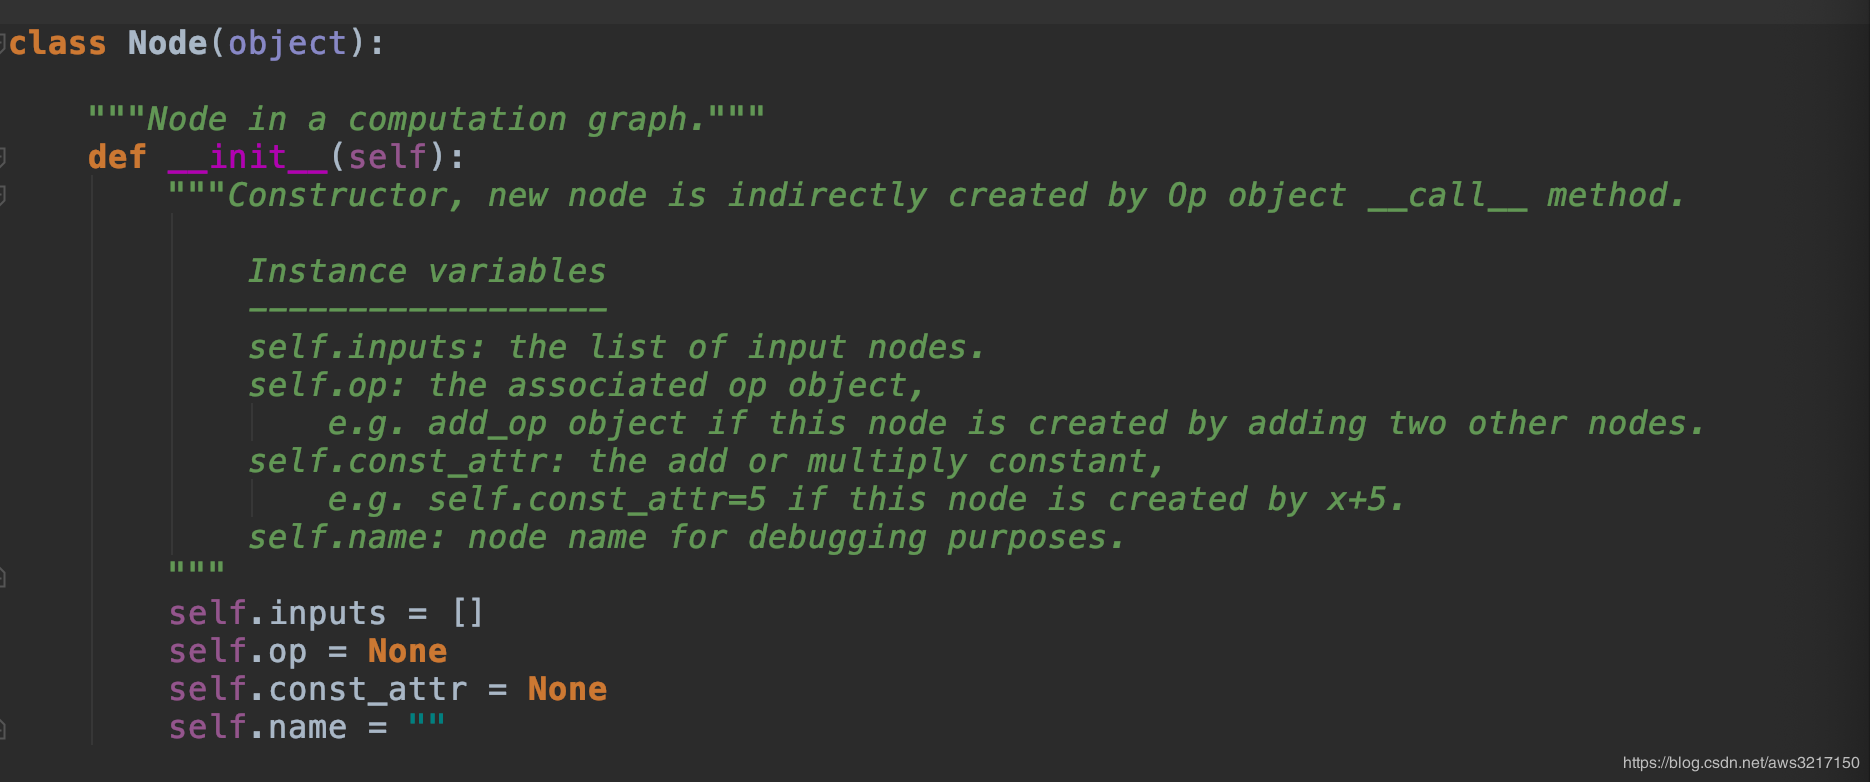 class Node(object):
"""Node in a computation graph."""
def __init__(self):
"""Constructor, new node is indirectly created by Op object __call__ method.
Instance variables
------------------
self.inputs: the list of input nodes.
self.op: the associated op object,
e.g. add_op object if this node is created by adding two other nodes.
self.const_attr: the add or multiply constant,
e.g. self.const_attr=5 if this node is created by x+5.
self.name: node name for debugging purposes.
"""
self.inputs = []
self.op = None
self.const_attr = None
self.name = ""
https://blog.csdn.net/aws3217150